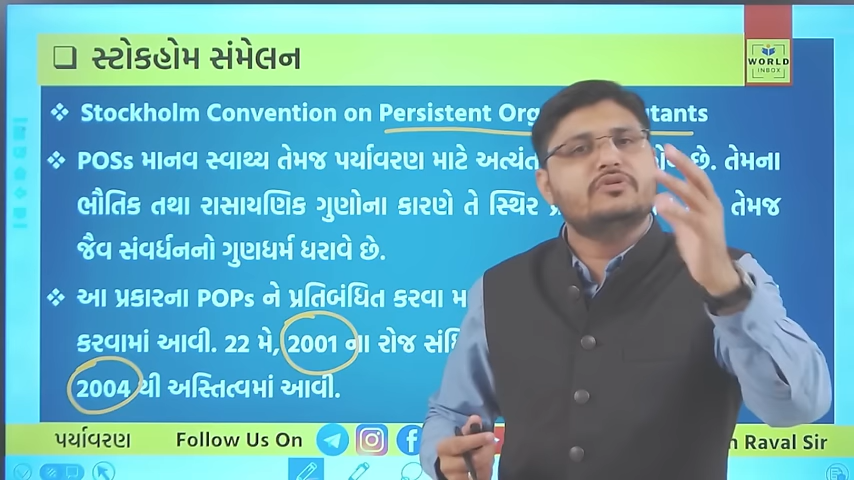 ❑ સ્ટોકહોમ સંમેલન
WORLD
INBOX
❖ Stockholm Convention on Persistent
❖ POSs માનવ સ્વાથ્ય તેમજ પર્યાવરણ માટે છે. તેમના
ભૌતિક તથા રાસાયણિક ગુણોના કારણે તે સ્થિર તેમજ
જૈવ સંવર્ધનનો ગુણધર્મ ધરાવે છે.
❖ આ પ્રકારના POPs ને પ્રતિબંધિત કરવા
કરવામાં આવી. 22 મે, 2001 ના રોજ
2004 થી અસ્તિત્વમાં આવી.
પર્યાવરણ Follow Us On Raval Sir